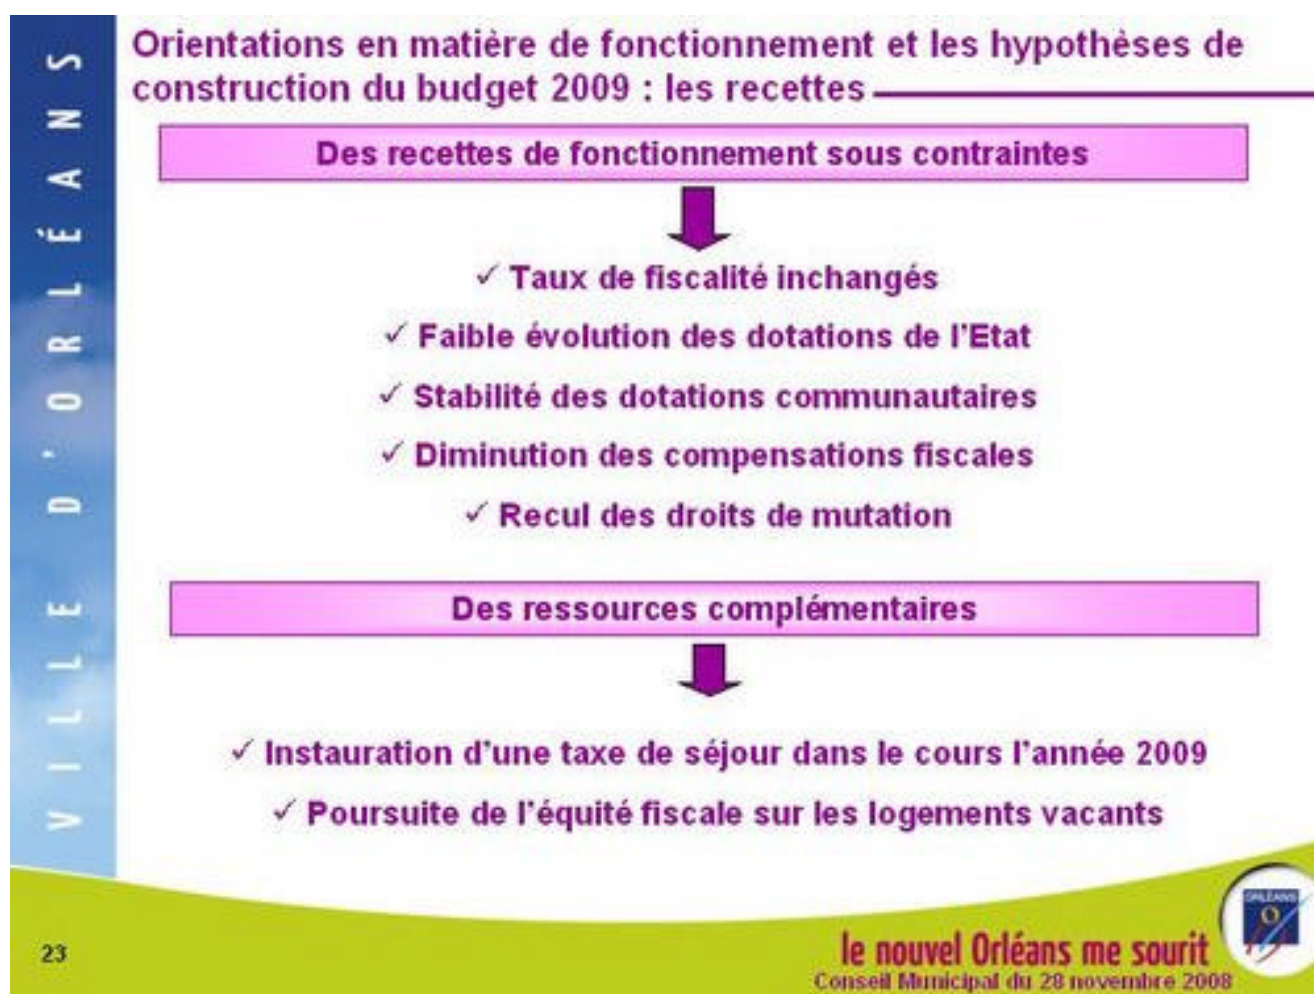 Orientations en matière de fonctionnement et les hypothèses de
construction du budget 2009 : les recettes
Des recettes de fonctionnement sous contraintes
✓ Taux de fiscalité inchangés
✓ Faible évolution des dotations de l'Etat
✓ Stabilité des dotations communautaires
✓ Diminution des compensations fiscales
✓ Recul des droits de mutation
Des ressources complémentaires
✓ Instauration d'une taxe de séjour dans le cours l'année 2009
✓ Poursuite de l'équité fiscale sur les logements vacants
VILLE D'ORLÉANS
23
le nouvel Orléans me sourit
Conseil Municipal du 28 novembre 2008
ORLÉANS